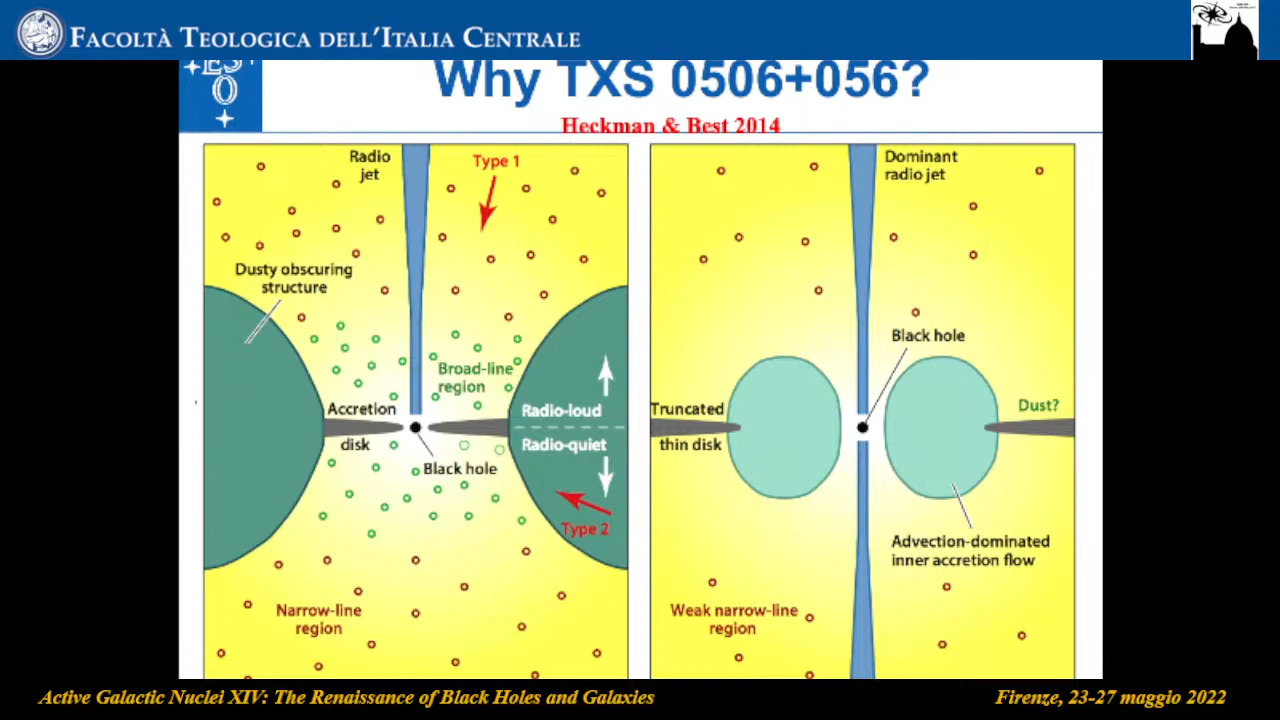 FACOLTÀ TEOLOGICA DELL'ITALIA CENTRALE
ES
O
Why TXS 0506+056?
Heckman & Best 2014
Radio
jet
Type 1
Dusty obscuring
structure
Broad-line
region
Accretion
disk
Radio-loud
Radio-quiet
Black hole
Type 2
Narrow-line
region
Dominant
radio jet
Black hole
Truncated
thin disk
Dust?
Advection-dominated
inner accretion flow
Weak narrow-line
region
Active Galactic Nuclei XIV: The Renaissance of Black Holes and Galaxies
Firenze, 23-27 maggio 2022